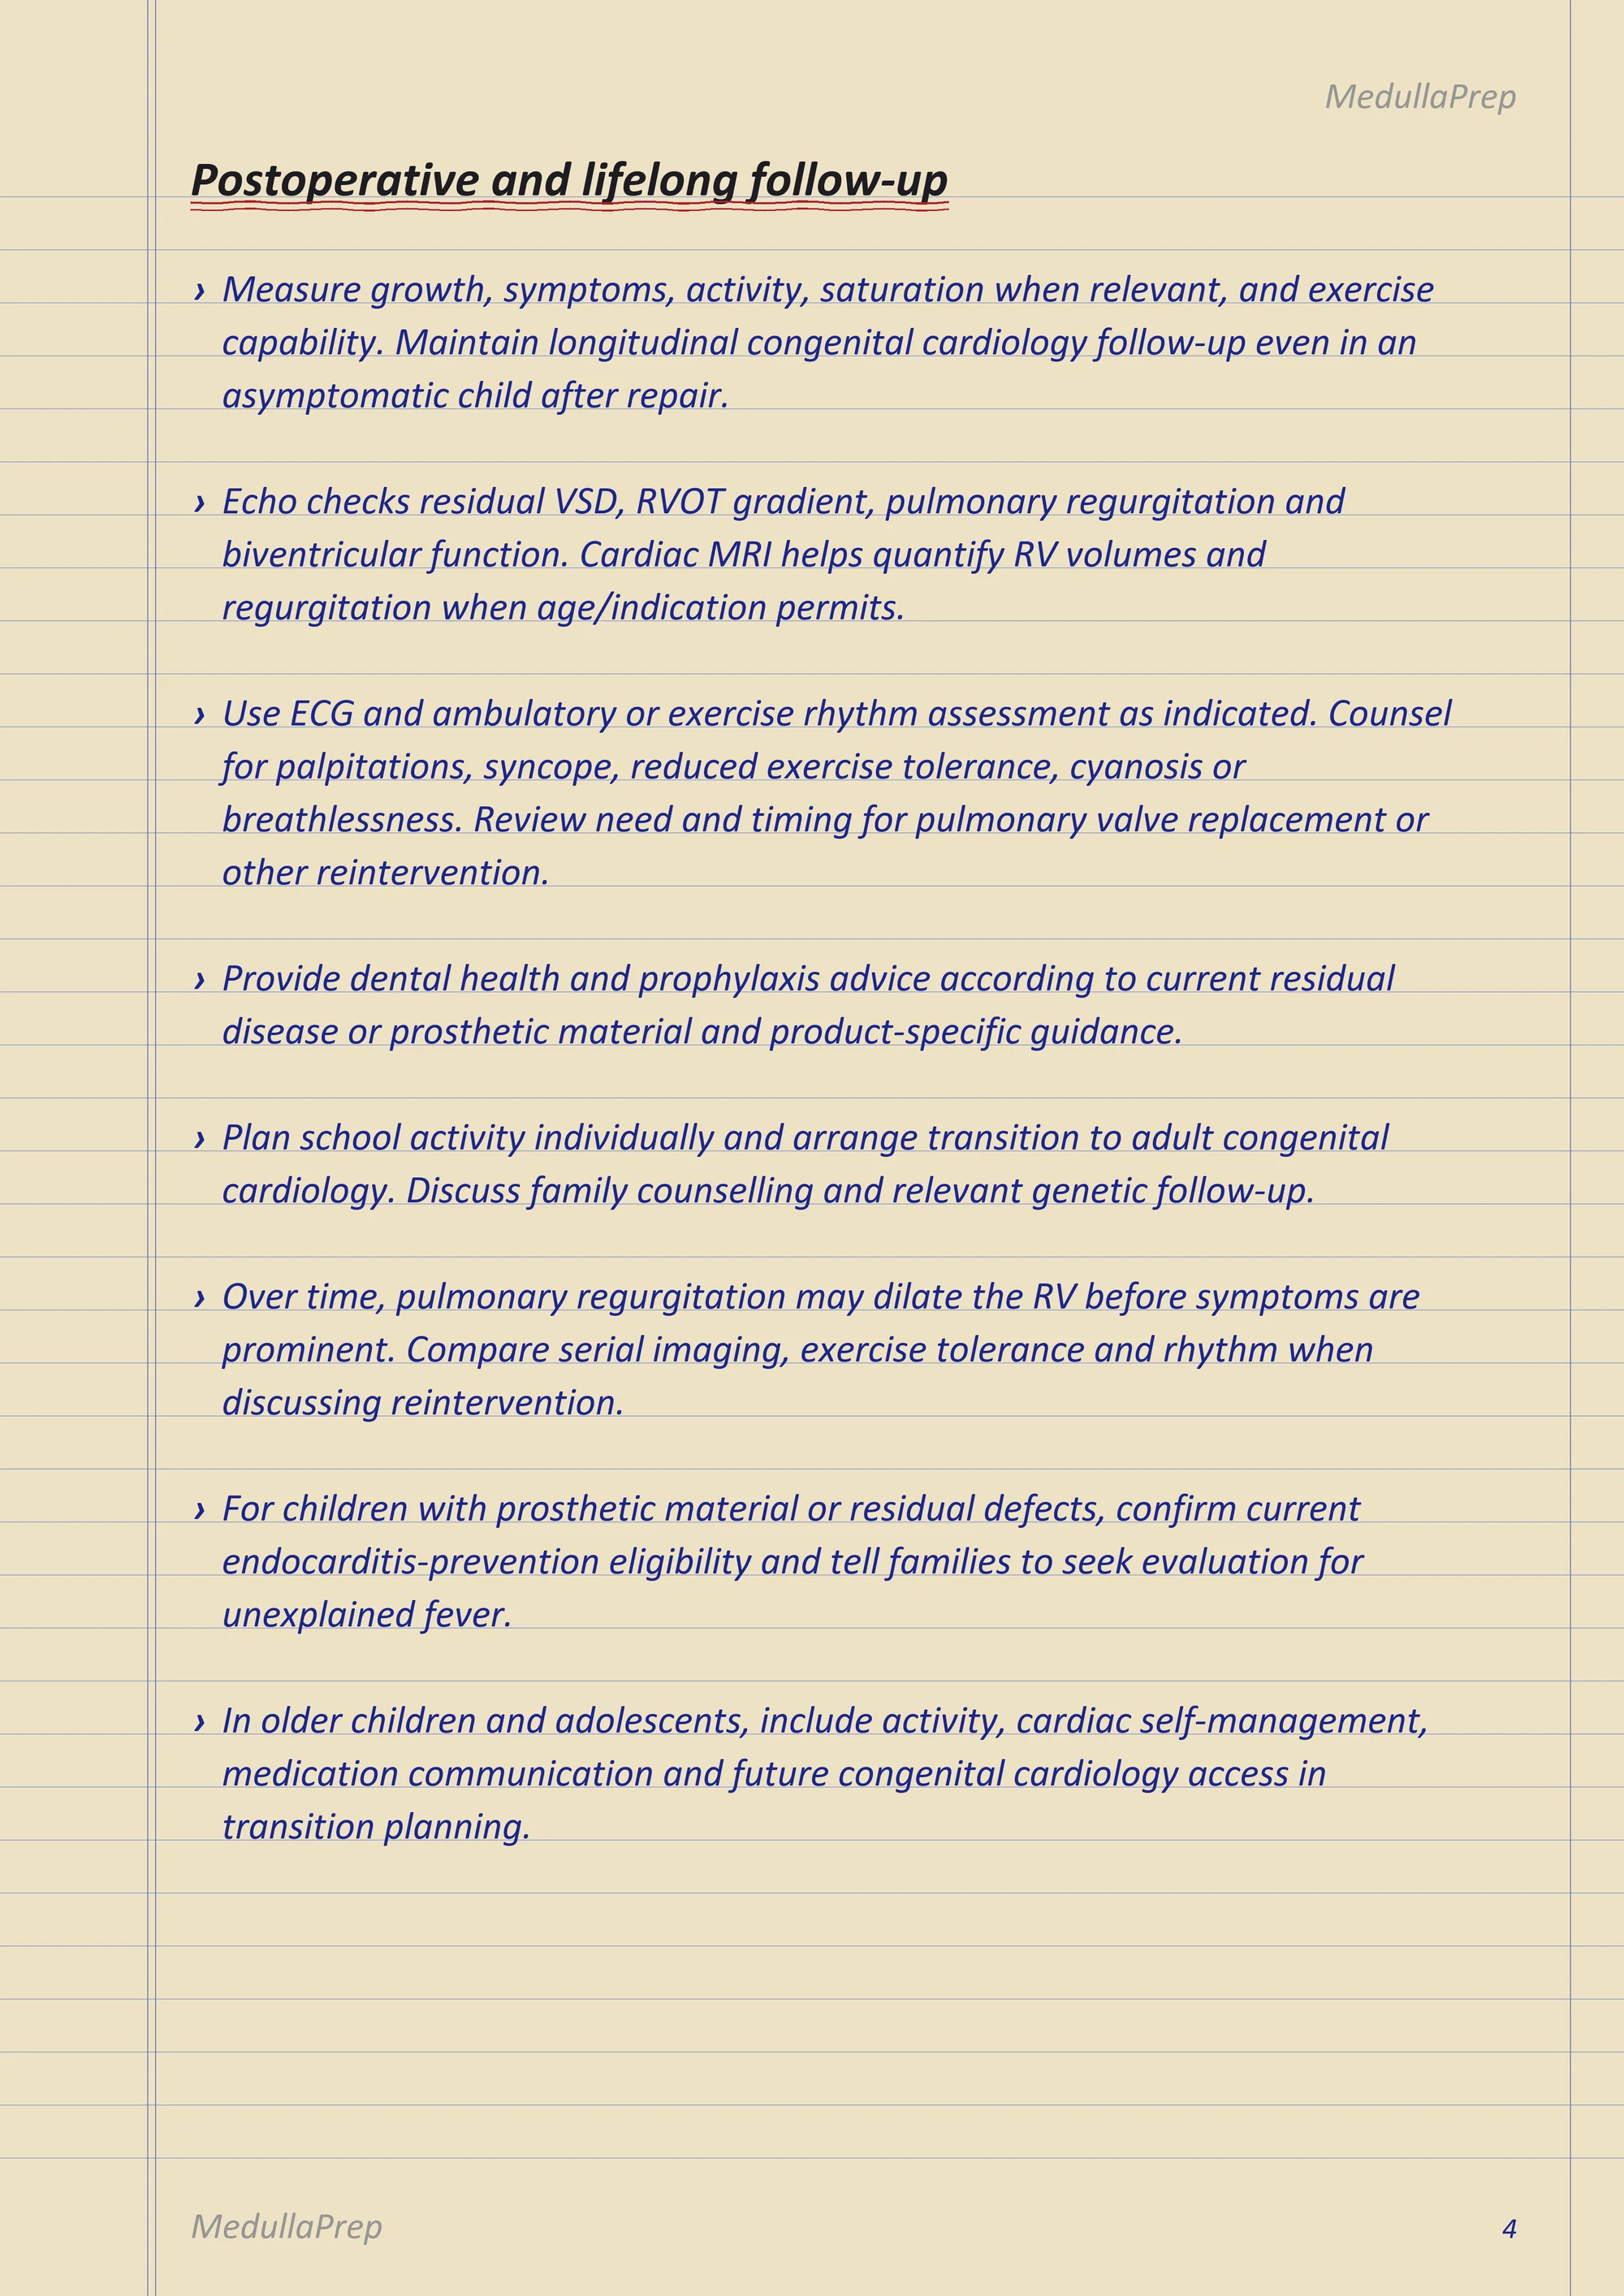 MedullaPrep
Postoperative and lifelong follow-up
› Measure growth, symptoms, activity, saturation when relevant, and exercise
capability. Maintain longitudinal congenital cardiology follow-up even in an
asymptomatic child after repair.
› Echo checks residual VSD, RVOT gradient, pulmonary regurgitation and
biventricular function. Cardiac MRI helps quantify RV volumes and
regurgitation when age/indication permits.
› Use ECG and ambulatory or exercise rhythm assessment as indicated. Counsel
for palpitations, syncope, reduced exercise tolerance, cyanosis or
breathlessness. Review need and timing for pulmonary valve replacement or
other reintervention.
› Provide dental health and prophylaxis advice according to current residual
disease or prosthetic material and product-specific guidance.
› Plan school activity individually and arrange transition to adult congenital
cardiology. Discuss family counselling and relevant genetic follow-up.
› Over time, pulmonary regurgitation may dilate the RV before symptoms are
prominent. Compare serial imaging, exercise tolerance and rhythm when
discussing reintervention.
› For children with prosthetic material or residual defects, confirm current
endocarditis-prevention eligibility and tell families to seek evaluation for
unexplained fever.
› In older children and adolescents, include activity, cardiac self-management,
medication communication and future congenital cardiology access in
transition planning.
MedullaPrep
4